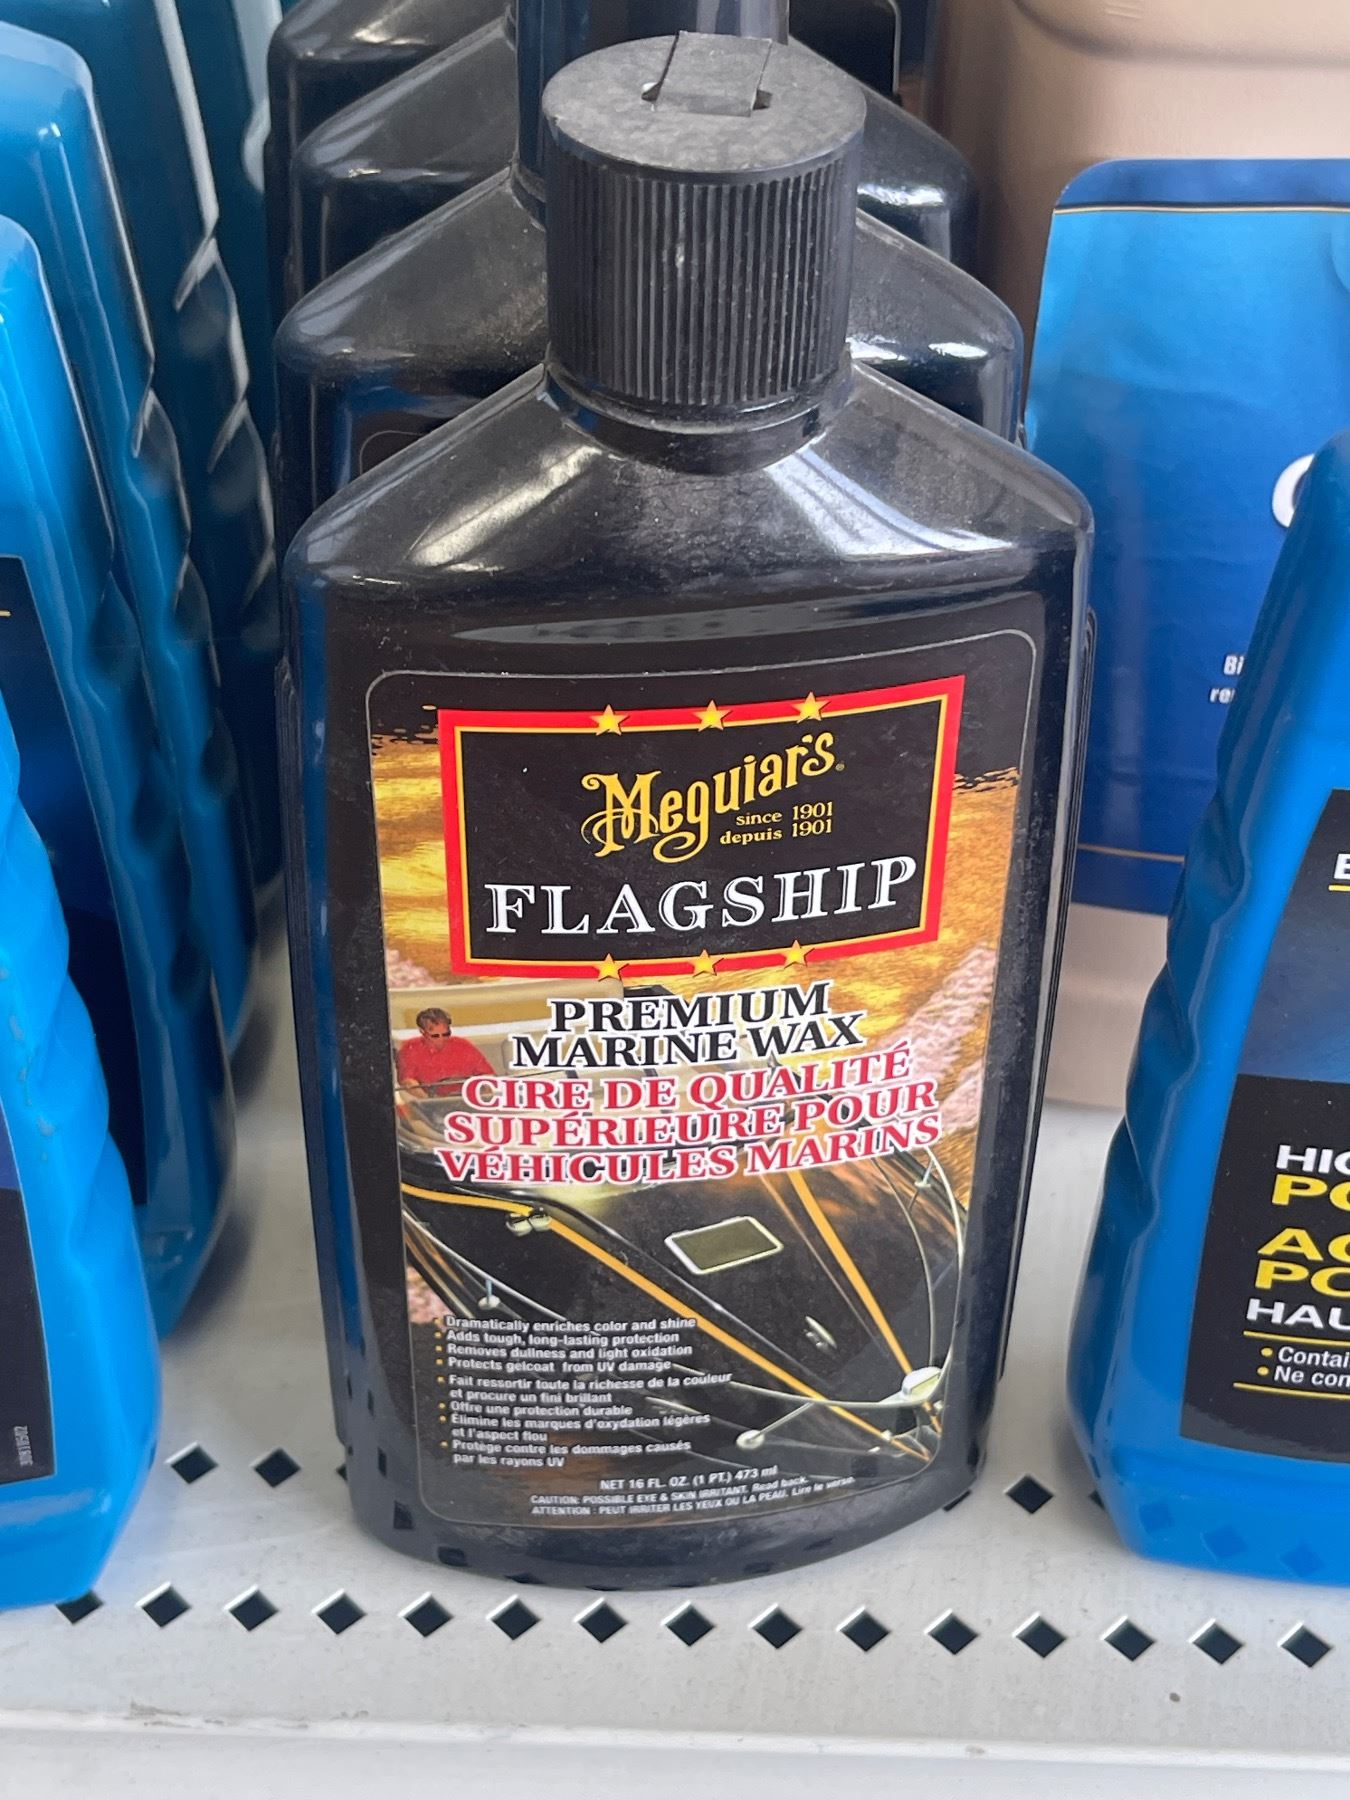 Meguiar's
since 1901
depuis 1901
FLAGSHIP
PREMIUM
MARINE WAX
CIRE DE QUALITÉ
SUPÉRIEURE POUR
VÉHICULES MARINS
• Dramatically enriches color and shine
• Adds tough, long-lasting protection
• Removes dullness and light oxidation
• Protects gelcoat from UV damage
• Fait ressortir toute la richesse de la couleur
et procure un fini brillant
• Offre une protection durable
• Élimine les marques d'oxydation légères
et l'aspect flou
• Protège contre les dommages causés
par les rayons UV
NET 16 FL. OZ. (1 PT.) 473 ml
CAUTION: POSSIBLE EYE & SKIN IRRITANT. Read back.
ATTENTION : PEUT IRRITER LES YEUX OU LA PEAU. Lire le verso.
HAU
• Contai
• Ne con